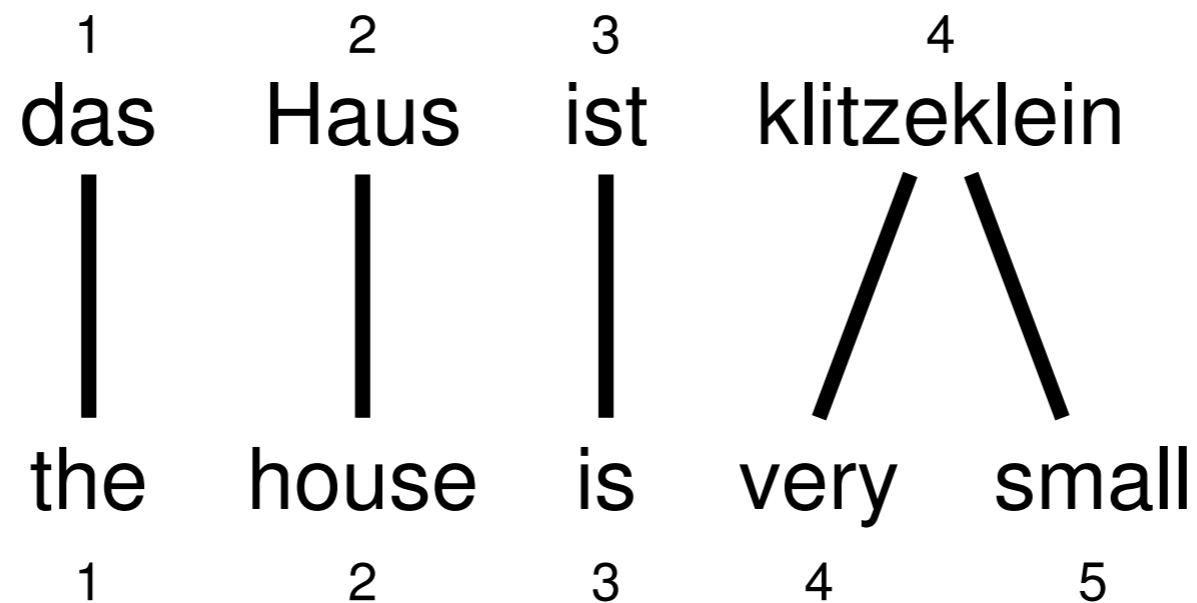 1 2 3 4
das Haus ist klitzeklein
the house is very small
1 2 3 4 5